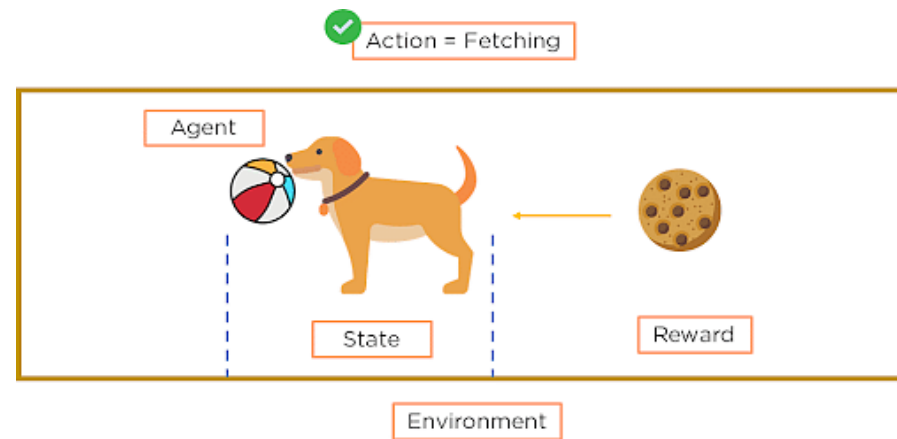 Action = Fetching
Agent
State
Reward
Environment